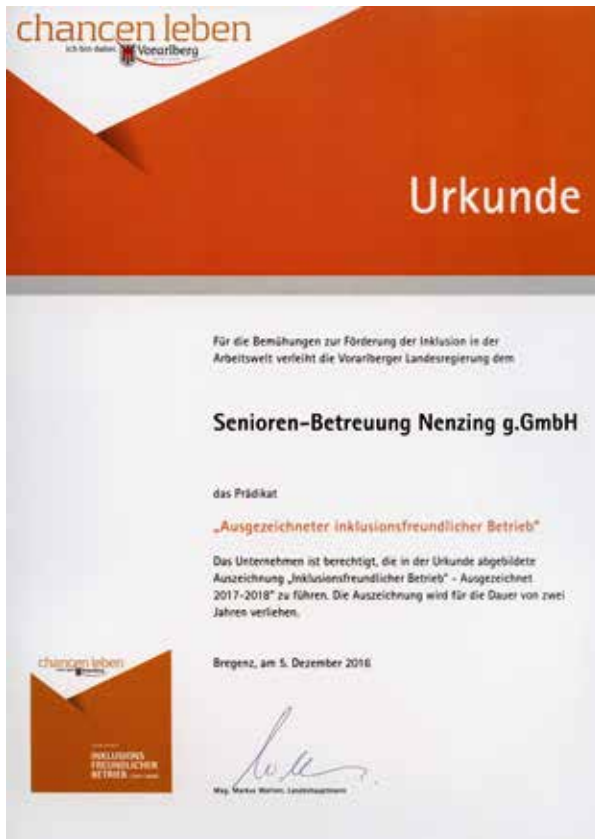 chancen leben
ich bin dabei. Vorarlberg
Urkunde
Für die Bemühungen zur Förderung der Inklusion in der
Arbeitswelt verleiht die Vorarlberger Landesregierung dem
Senioren-Betreuung Nenzing g.GmbH
das Prädikat
„Ausgezeichneter inklusionsfreundlicher Betrieb"
Das Unternehmen ist berechtigt, die in der Urkunde abgebildete
Auszeichnung „Inklusionsfreundlicher Betrieb" - Ausgezeichnet
2017-2018" zu führen. Die Auszeichnung wird für die Dauer von zwei
Jahren verliehen.
Bregenz, am 5. Dezember 2016
chancen leben
Vorarlberg
INKLUSIONS
FREUNDLICHER
BETRIEB
Mag. Markus Wallner, Landeshauptmann